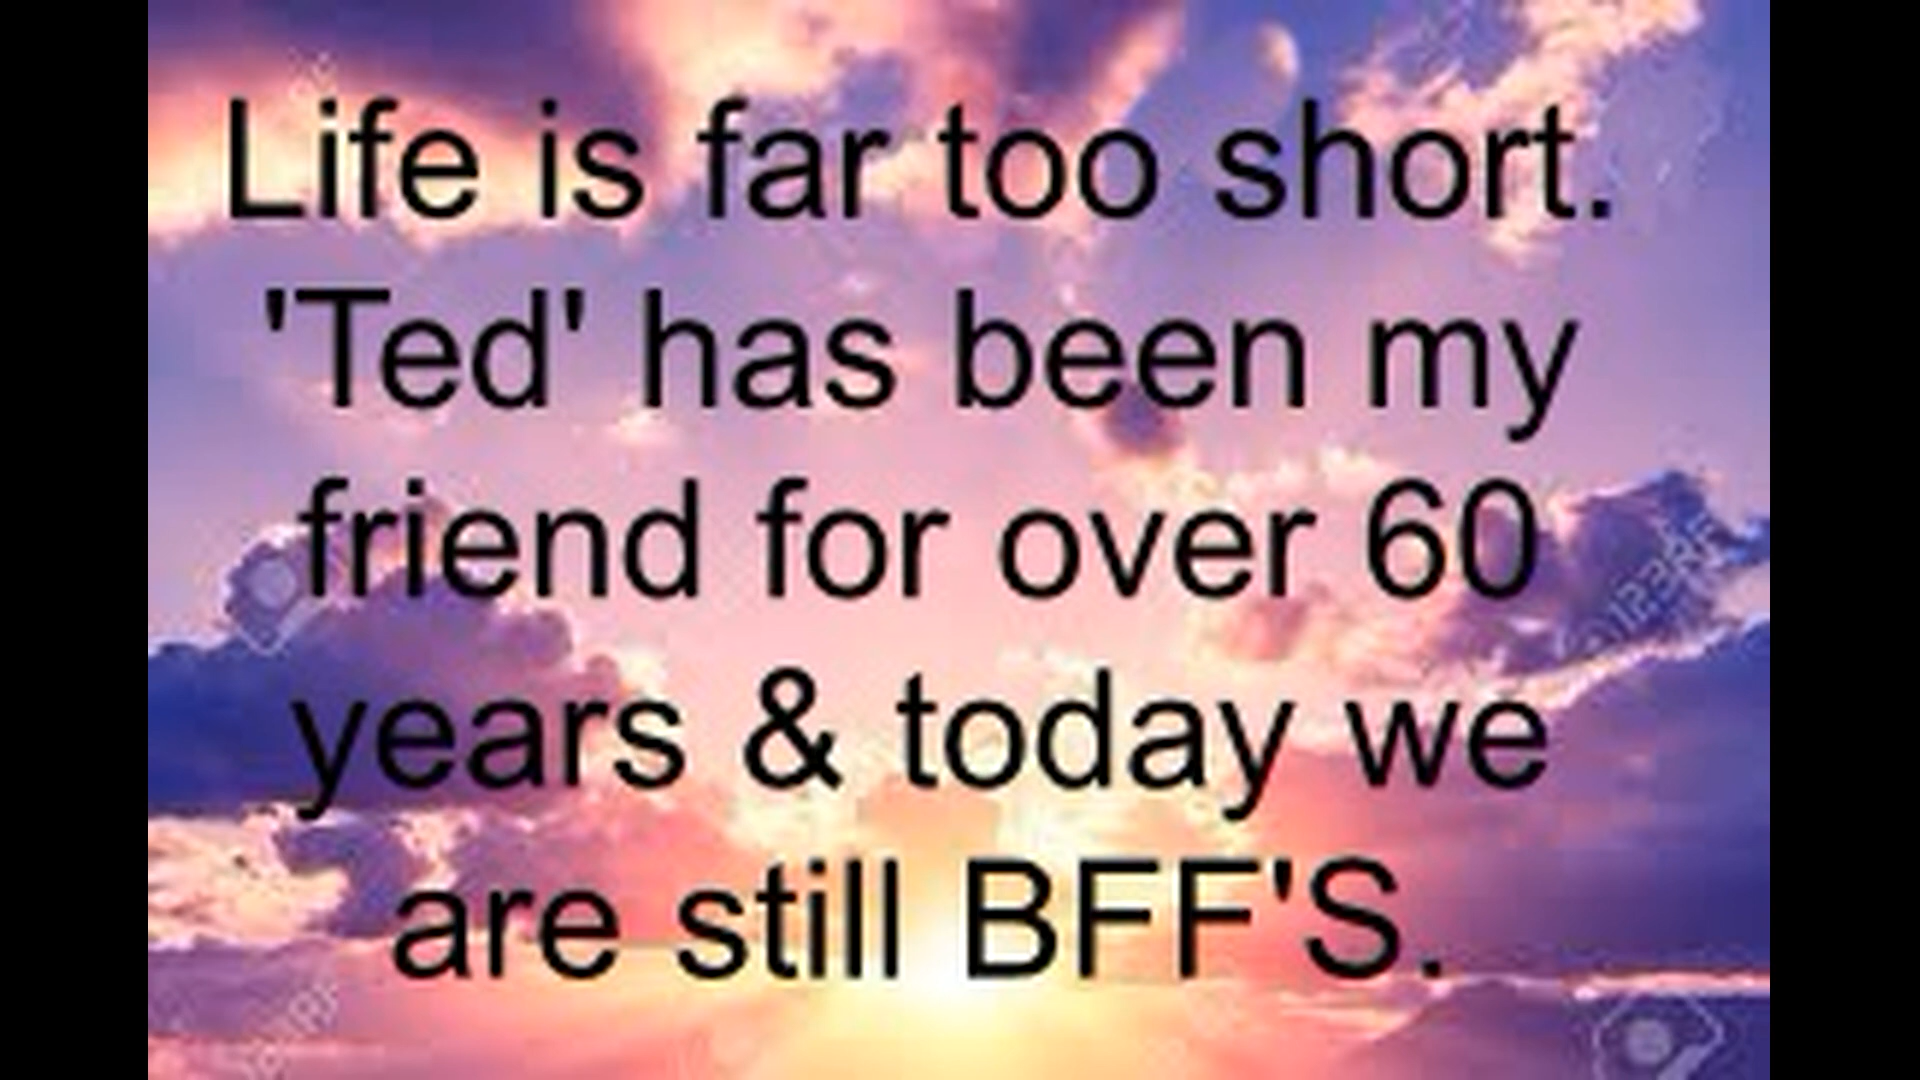 Life is far too short.
'Ted' has been my
friend for over 60
years & today we
are still BFF'S.
123RF